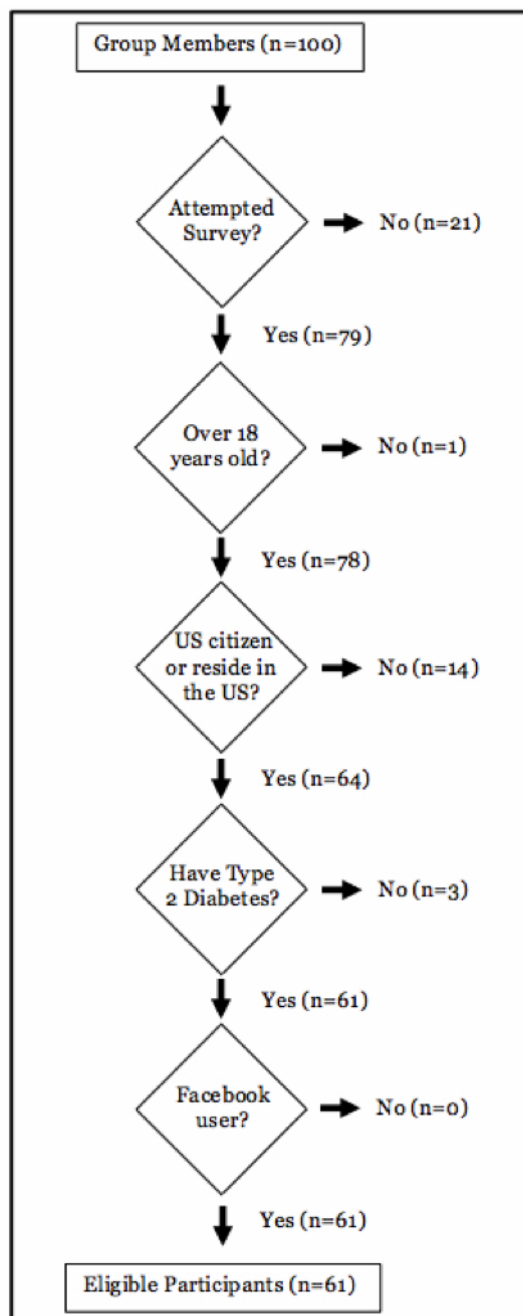 Group Members (n=100)
Attempted
Survey?
No (n=21)
Yes (n=79)
Over 18
years old?
No (n=1)
Yes (n=78)
US citizen
or reside in
the US?
No (n=14)
Yes (n=64)
Have Type
2 Diabetes?
No (n=3)
Yes (n=61)
Facebook
user?
No (n=0)
Yes (n=61)
Eligible Participants (n=61)